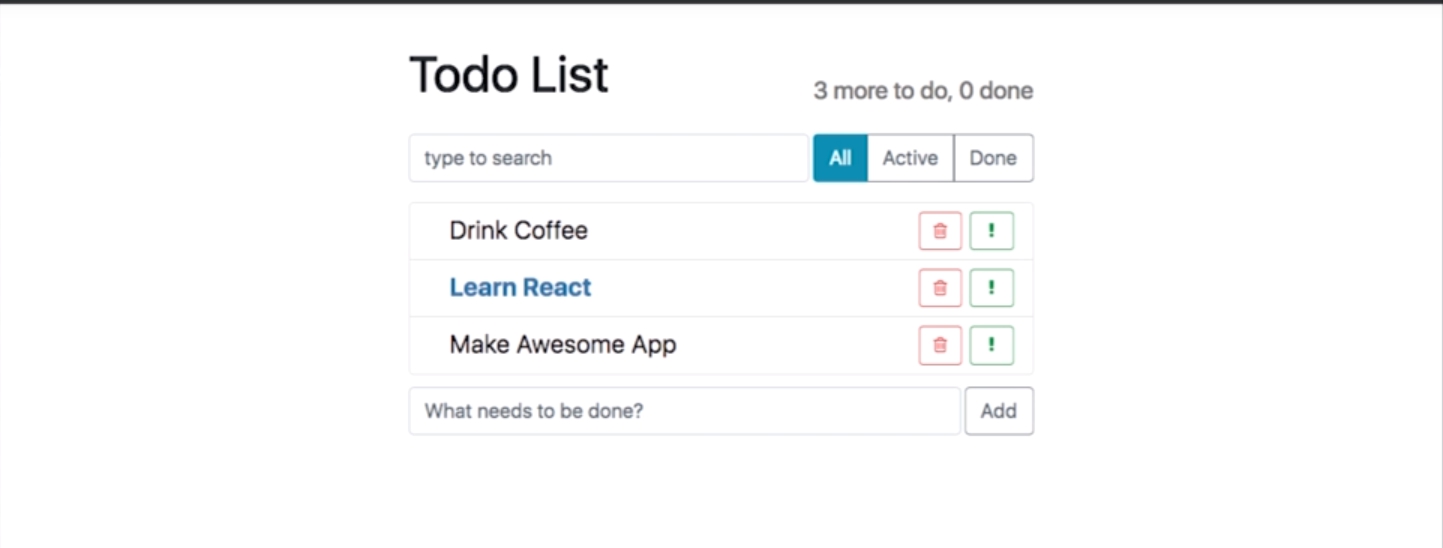 Todo List
3 more to do, 0 done
type to search
All Active Done
Drink Coffee !
Learn React !
Make Awesome App !
What needs to be done? Add